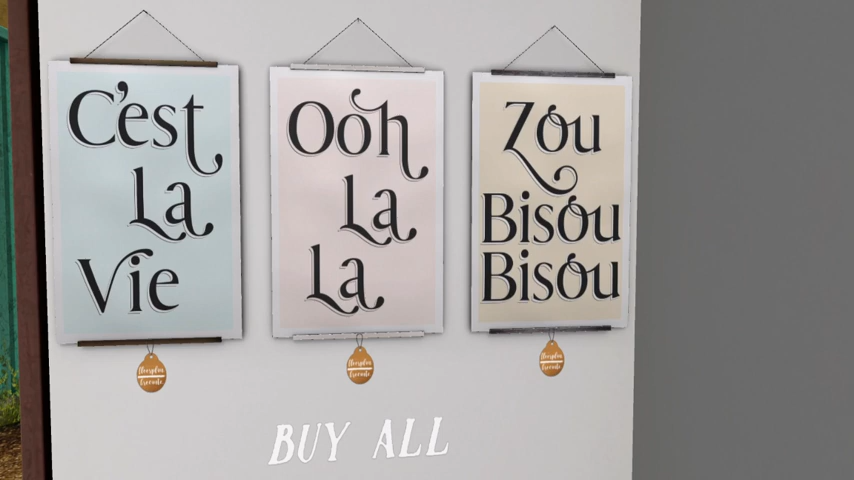 C'est
La
Vie
Ooh
La
La
Zou
Bisou
Bisou
BUY ALL